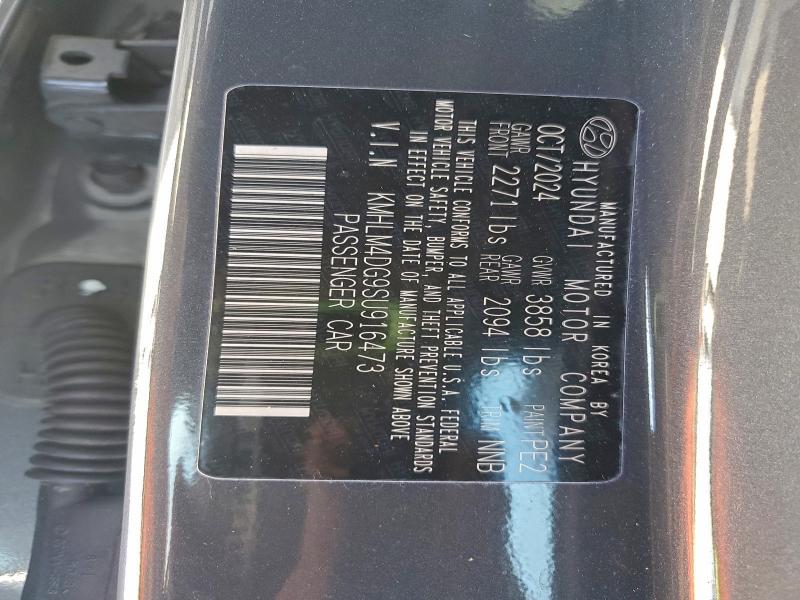 MANUFACTURED IN KOREA BY
HYUNDAI MOTOR COMPANY
OCT/2024 GVWR 3858 lbs PAINT PE2
GAWR FRONT 2271 lbs GAWR REAR 2094 lbs TRIM NNB
THIS VEHICLE CONFORMS TO ALL APPLICABLE U.S.A. FEDERAL
MOTOR VEHICLE SAFETY, BUMPER, AND THEFT PREVENTION STANDARDS
IN EFFECT ON THE DATE OF MANUFACTURE SHOWN ABOVE
V.I.N KMHLM4DG9SU916473
PASSENGER CAR